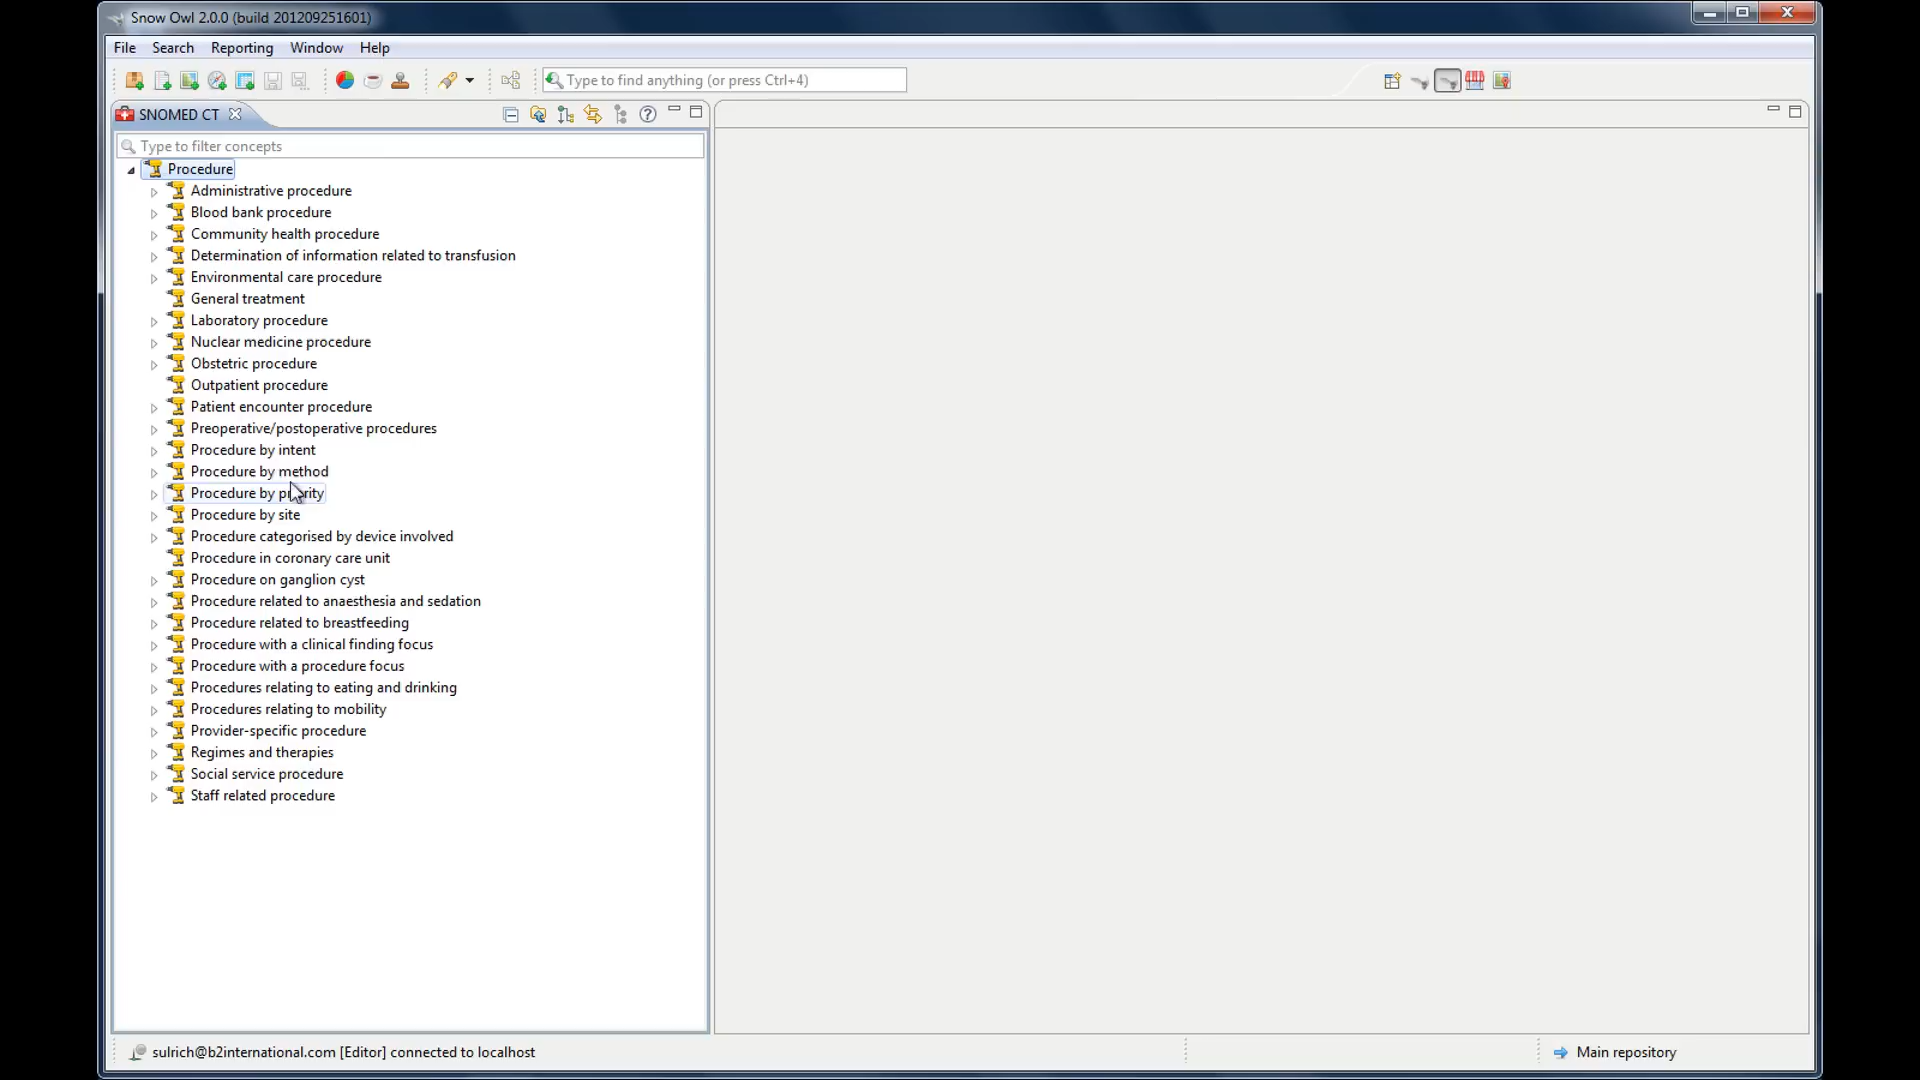 Snow Owl 2.0.0 (build 201209251601)
File Search Reporting Window Help
Type to find anything (or press Ctrl+4)
SNOMED CT
Type to filter concepts
Procedure
Administrative procedure
Blood bank procedure
Community health procedure
Determination of information related to transfusion
Environmental care procedure
General treatment
Laboratory procedure
Nuclear medicine procedure
Obstetric procedure
Outpatient procedure
Patient encounter procedure
Preoperative/postoperative procedures
Procedure by intent
Procedure by method
Procedure by priority
Procedure by site
Procedure categorised by device involved
Procedure in coronary care unit
Procedure on ganglion cyst
Procedure related to anaesthesia and sedation
Procedure related to breastfeeding
Procedure with a clinical finding focus
Procedure with a procedure focus
Procedures relating to eating and drinking
Procedures relating to mobility
Provider-specific procedure
Regimes and therapies
Social service procedure
Staff related procedure
sulrich@b2international.com [Editor] connected to localhost
Main repository